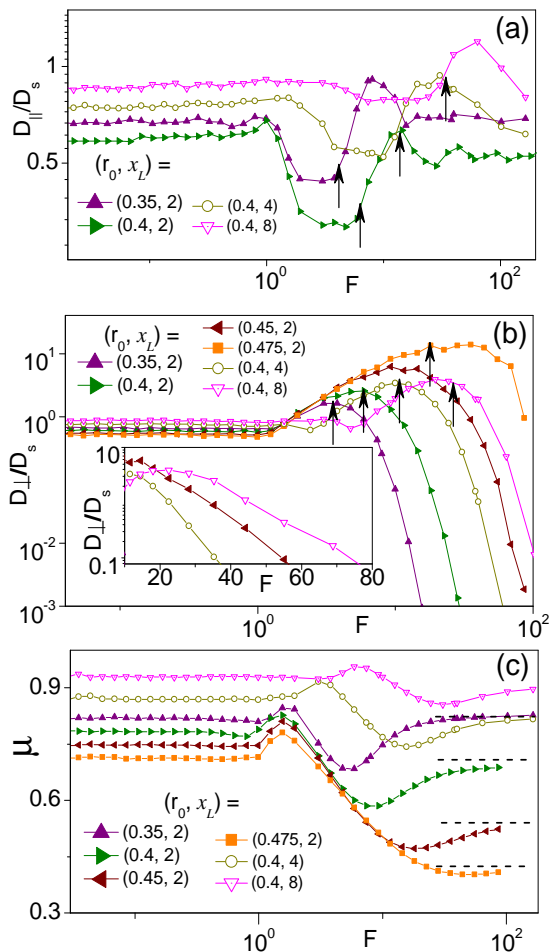 (a)
1
0.5
D∥/Ds
(r0, xL) =
(0.35, 2)
(0.4, 4)
(0.4, 2)
(0.4, 8)
10^0
F
10^2
(b)
(r0, xL) =
(0.45, 2)
(0.475, 2)
(0.35, 2)
(0.4, 4)
(0.4, 2)
(0.4, 8)
10^1
10^0
10^-2
10^-3
D⊥/Ds
10
0.1
D⊥/Ds
20
40
60
80
F
10^0
F
10^2
(c)
0.9
0.6
0.3
μ
(r0, xL) =
(0.35, 2)
(0.475, 2)
(0.4, 2)
(0.4, 4)
(0.45, 2)
(0.4, 8)
10^0
F
10^2